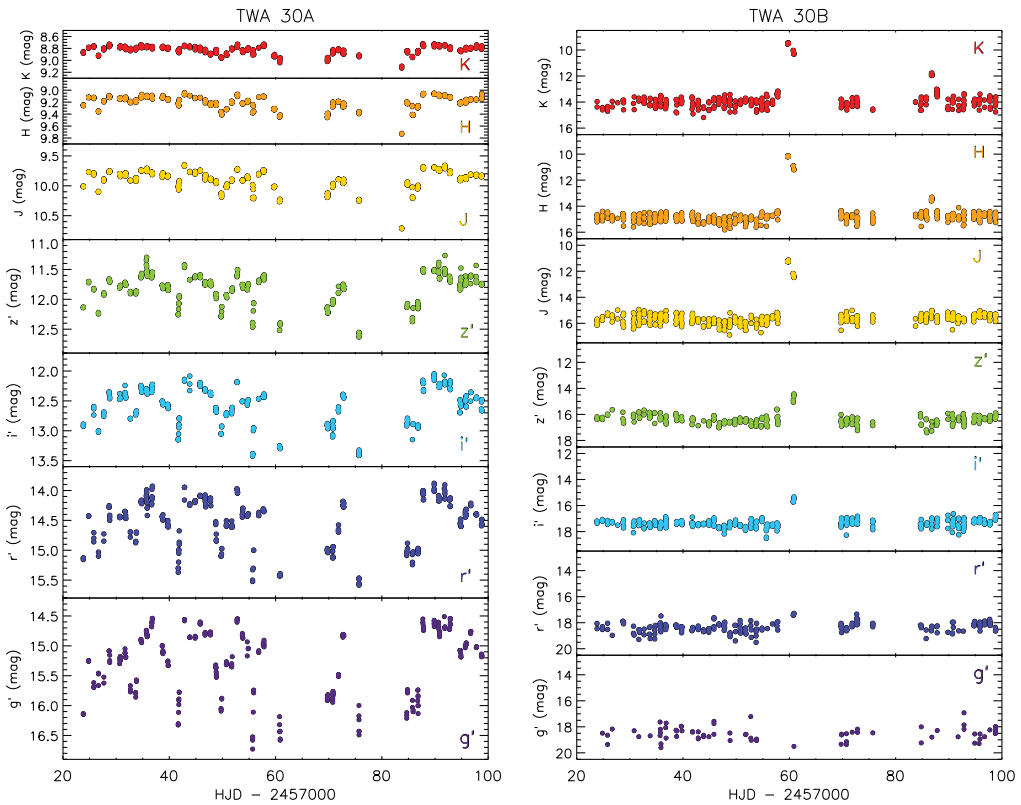 TWA 30A
K (mag)
8.6
8.8
9.0
9.2
K
H (mag)
9.0
9.2
9.4
9.6
9.8
H
J (mag)
9.5
10.0
10.5
J
z' (mag)
11.0
11.5
12.0
12.5
z'
i' (mag)
12.0
12.5
13.0
13.5
i'
r' (mag)
14.0
14.5
15.0
15.5
r'
g' (mag)
14.5
15.0
15.5
16.0
16.5
g'
20 40 60 80 100
HJD − 2457000
TWA 30B
K (mag)
10
12
14
16
K
H (mag)
10
12
14
16
H
J (mag)
10
12
14
16
J
z' (mag)
12
14
16
18
z'
i' (mag)
12
14
16
18
i'
r' (mag)
14
16
18
20
r'
g' (mag)
14
16
18
20
g'
20 40 60 80 100
HJD − 2457000